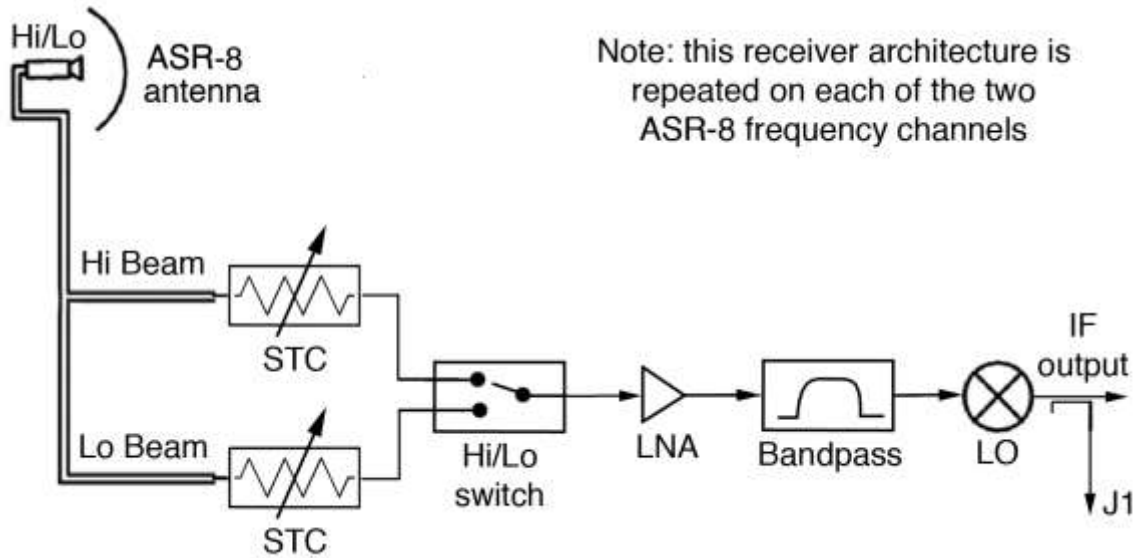 Hi/Lo
ASR-8
antenna
Note: this receiver architecture is
repeated on each of the two
ASR-8 frequency channels
Hi Beam
STC
Lo Beam
STC
Hi/Lo
switch
LNA
Bandpass
LO
IF
output
J1